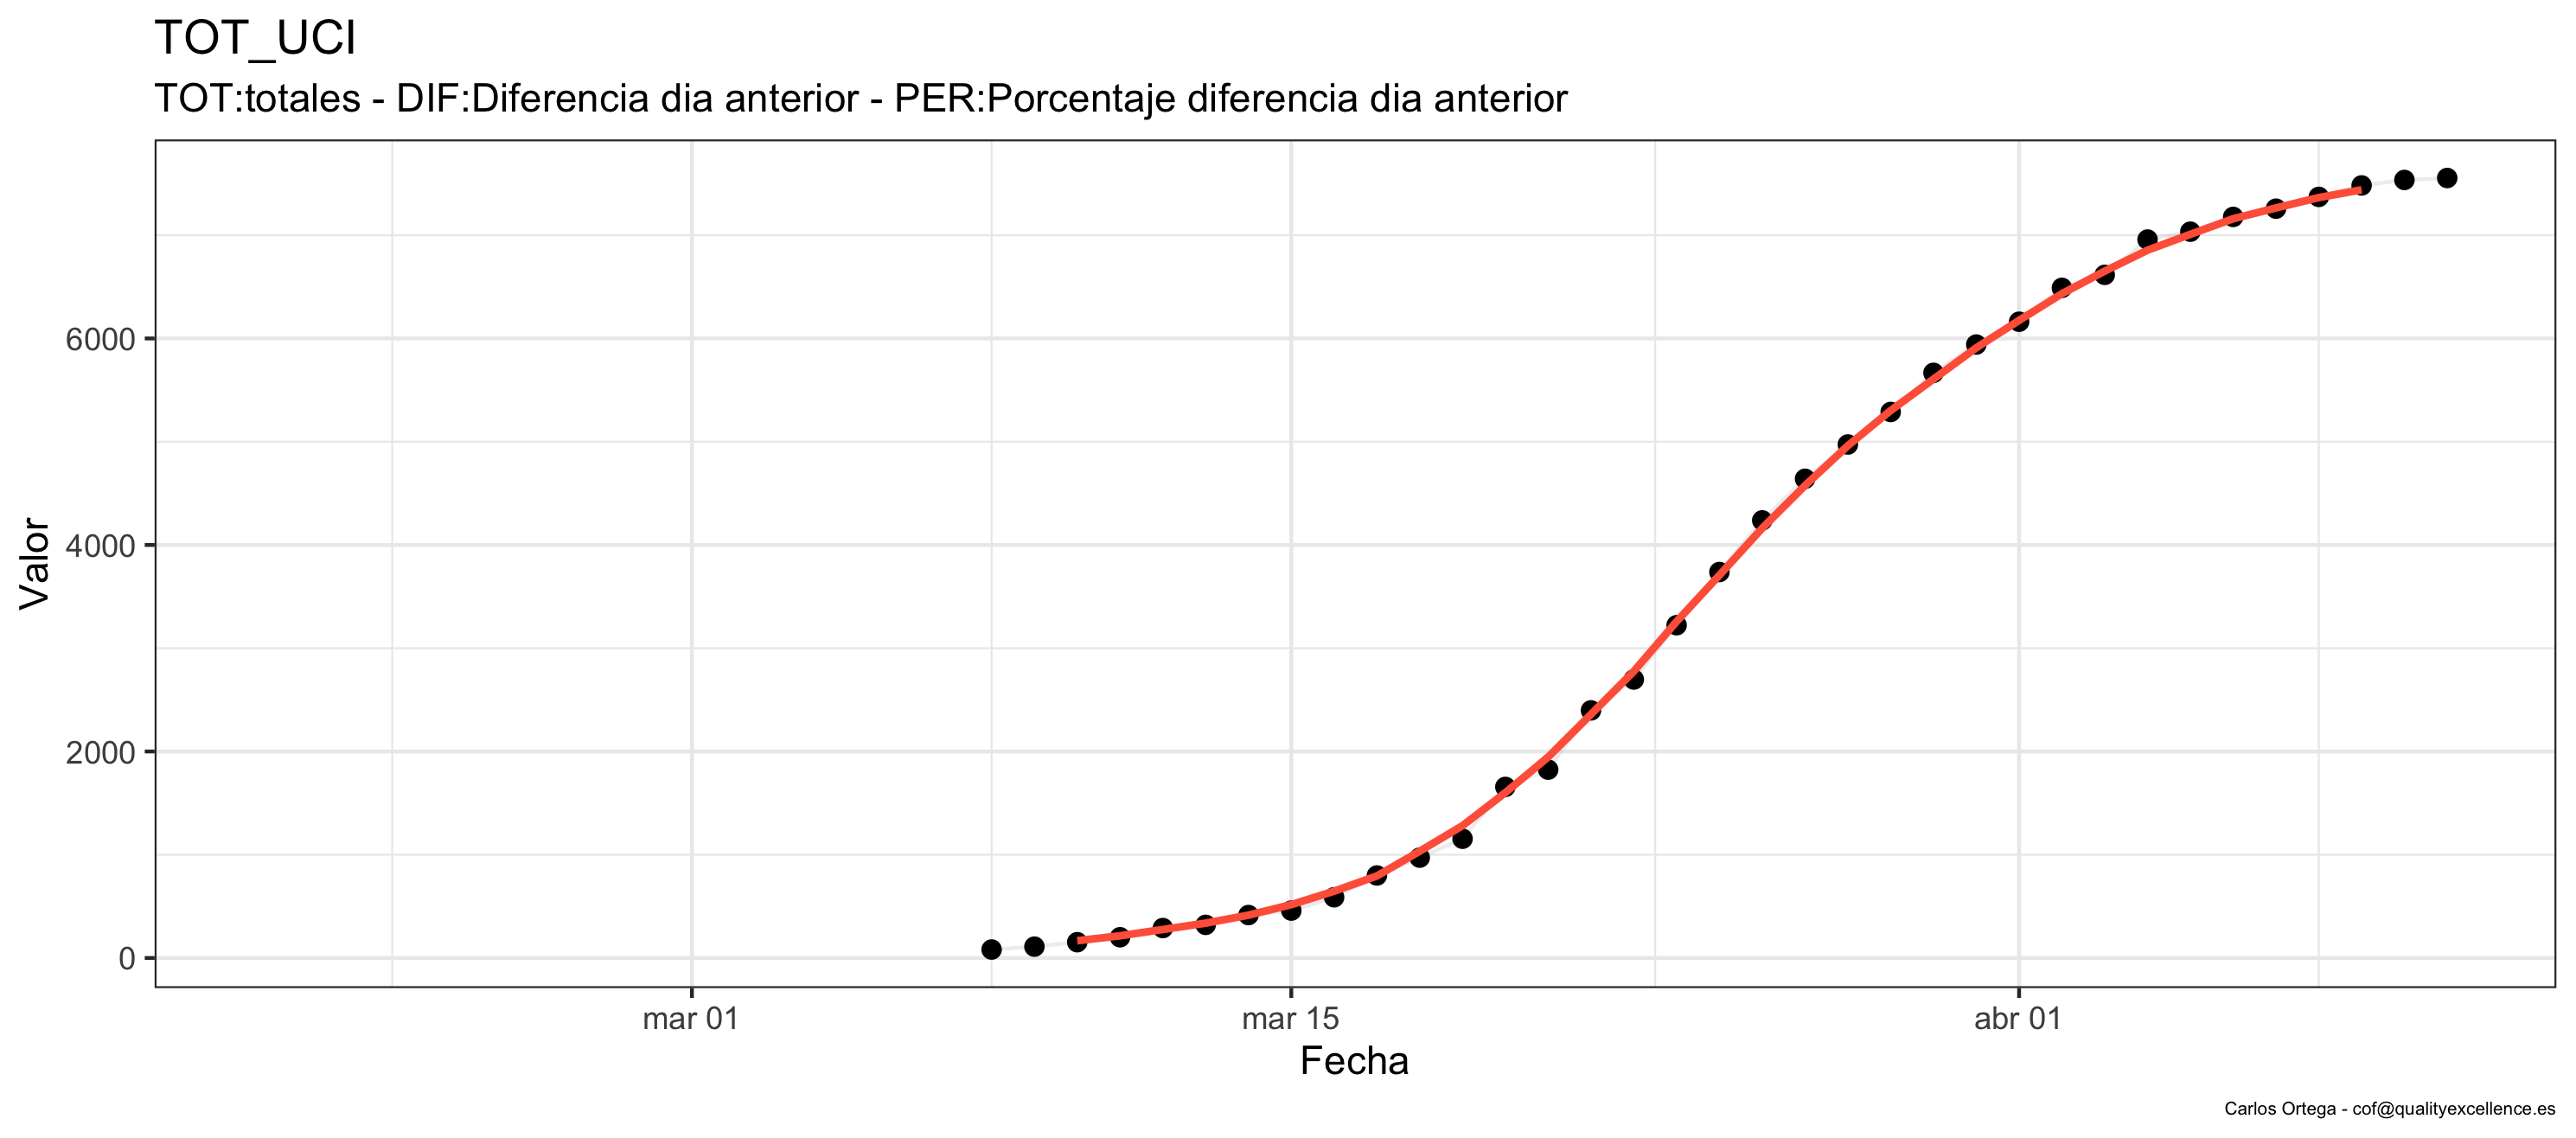 TOT_UCI
TOT:totales - DIF:Diferencia dia anterior - PER:Porcentaje diferencia dia anterior
Valor
6000
4000
2000
0
mar 01
mar 15
abr 01
Fecha
Carlos Ortega - cof@qualityexcellence.es